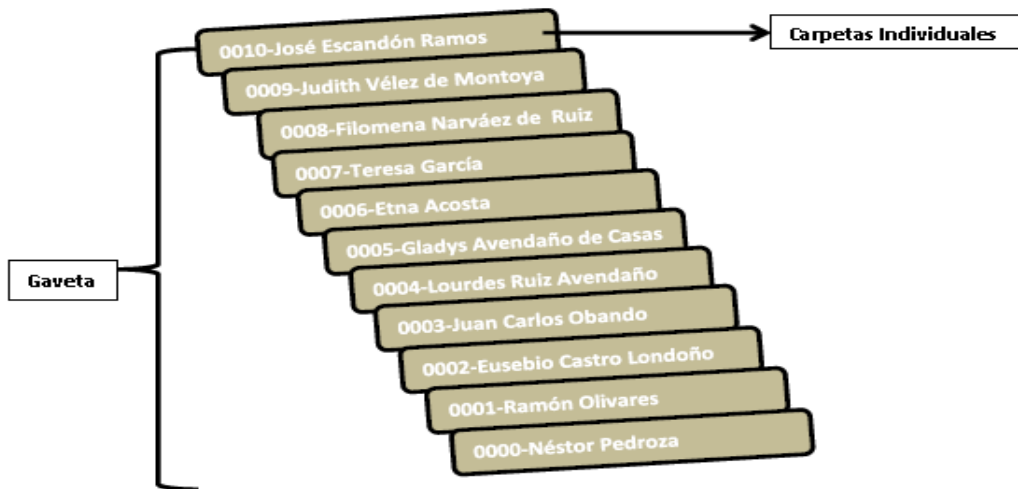 0010-José Escandón Ramos
Carpetas Individuales
0009-Judith Vélez de Montoya
0008-Filomena Narváez de Ruiz
0007-Teresa García
0006-Etna Acosta
0005-Gladys Avendaño de Casas
Gaveta
0004-Lourdes Ruiz Avendaño
0003-Juan Carlos Obando
0002-Eusebio Castro Londoño
0001-Ramón Olivares
0000-Néstor Pedroza